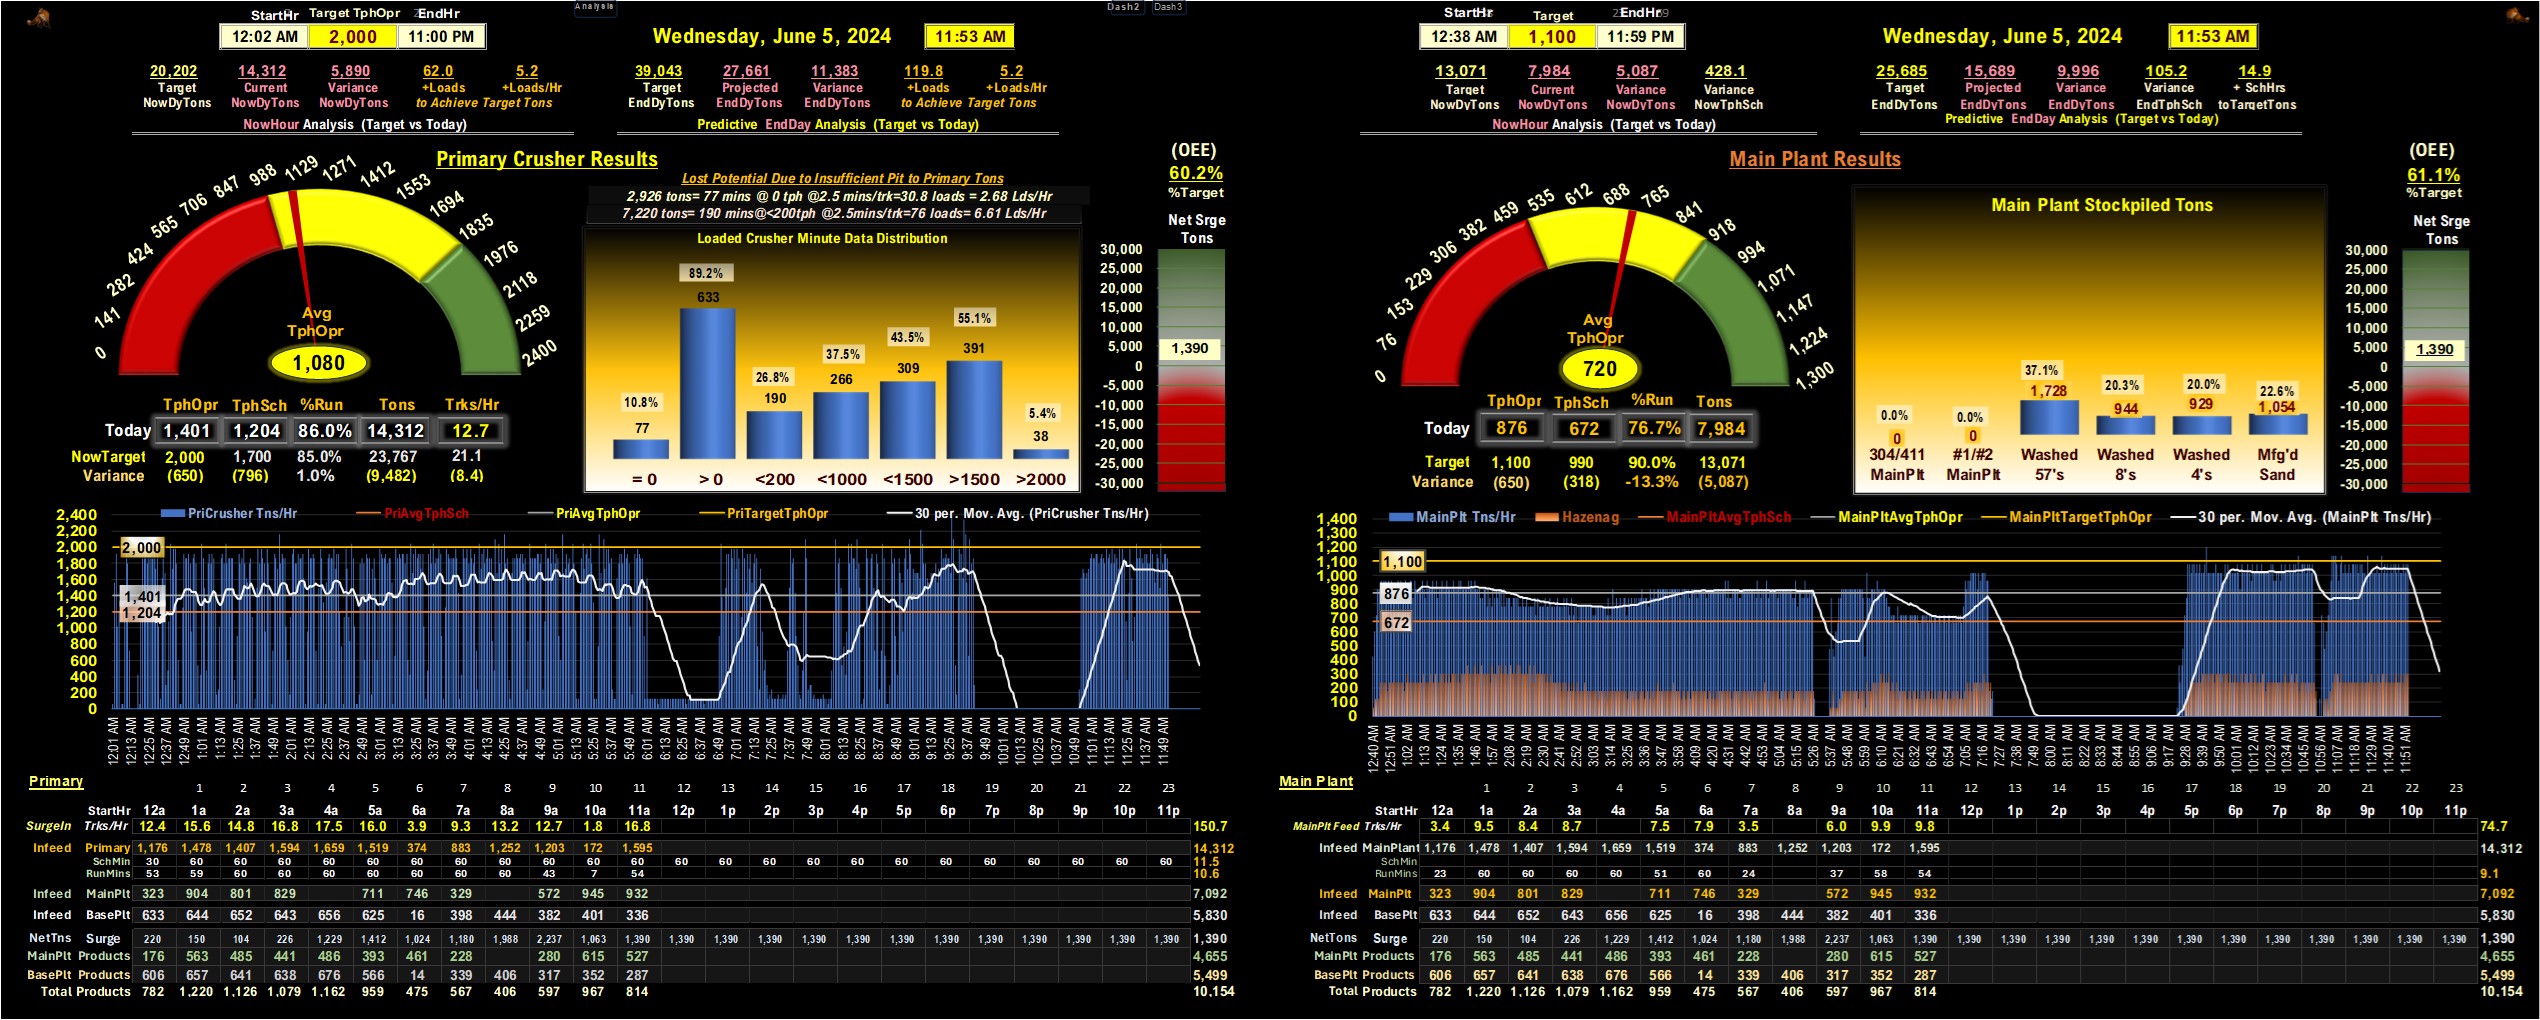 Analysis
Dash2 Dash3
StartHr Target TphOpr EndHr
12:02 AM 2,000 11:00 PM
Wednesday, June 5, 2024 11:53 AM
20,202 14,312 5,890 62.0 5.2
Target Current Variance +Loads +Loads/Hr
NowDyTons NowDyTons NowDyTons to Achieve Target Tons
NowHour Analysis (Target vs Today)
39,043 27,661 11,383 119.8 5.2
Target Projected Variance +Loads +Loads/Hr
EndDyTons EndDyTons EndDyTons to Achieve Target Tons
Predictive EndDay Analysis (Target vs Today)
Primary Crusher Results
Lost Potential Due to Insufficient Pit to Primary Tons
2,926 tons= 77 mins @ 0 tph @2.5 mins/trk=30.8 loads = 2.68 Lds/Hr
7,220 tons= 190 mins@<200tph @2.5mins/trk=76 loads= 6.61 Lds/Hr
(OEE)
60.2%
%Target
Net Srge
Tons
30,000
25,000
20,000
15,000
10,000
5,000
0
-5,000
-10,000
-15,000
-20,000
-25,000
-30,000
1,390
0 141 282 424 565 706 847 988 1129 1271 1412 1553 1694 1835 1976 2118 2259 2400
Avg
TphOpr
1,080
Loaded Crusher Minute Data Distribution
10.8% 89.2% 26.8% 37.5% 43.5% 55.1% 5.4%
77 633 190 266 309 391 38
= 0 > 0 <200 <1000 <1500 >1500 >2000
TphOpr TphSch %Run Tons Trks/Hr
Today 1,401 1,204 86.0% 14,312 12.7
NowTarget 2,000 1,700 85.0% 23,767 21.1
Variance (650) (796) 1.0% (9,482) (8.4)
PriCrusher Tns/Hr PriAvgTphSch PriAvgTphOpr PriTargetTphOpr 30 per. Mov. Avg. (PriCrusher Tns/Hr)
2,400
2,200
2,000
1,800
1,600
1,400
1,200
1,000
800
600
400
200
0
2,000
1,401
1,204
12:01 AM 12:13 AM 12:25 AM 12:37 AM 12:49 AM 1:01 AM 1:13 AM 1:25 AM 1:37 AM 1:49 AM 2:01 AM 2:13 AM 2:25 AM 2:37 AM 2:49 AM 3:01 AM 3:13 AM 3:25 AM 3:37 AM 3:49 AM 4:01 AM 4:13 AM 4:25 AM 4:37 AM 4:49 AM 5:01 AM 5:13 AM 5:25 AM 5:37 AM 5:49 AM 6:01 AM 6:13 AM 6:25 AM 6:37 AM 6:49 AM 7:01 AM 7:13 AM 7:25 AM 7:37 AM 7:49 AM 8:01 AM 8:13 AM 8:25 AM 8:37 AM 8:49 AM 9:01 AM 9:13 AM 9:25 AM 9:37 AM 9:49 AM 10:01 AM 10:13 AM 10:25 AM 10:37 AM 10:49 AM 11:01 AM 11:13 AM 11:25 AM 11:37 AM 11:49 AM
Primary
1 2 3 4 5 6 7 8 9 10 11 12 13 14 15 16 17 18 19 20 21 22 23
StartHr 12a 1a 2a 3a 4a 5a 6a 7a 8a 9a 10a 11a 12p 1p 2p 3p 4p 5p 6p 7p 8p 9p 10p 11p
SurgeIn Trks/Hr 12.4 15.6 14.8 16.8 17.5 16.0 3.9 9.3 13.2 12.7 1.8 16.8 150.7
Infeed Primary 1,176 1,478 1,407 1,594 1,659 1,519 374 883 1,252 1,203 172 1,595 14,312
SchMin 30 60 60 60 60 60 60 60 60 60 60 60 60 60 60 60 60 60 60 60 60 60 60 60 11.5
RunMins 53 59 60 60 60 60 60 60 60 43 7 54 10.6
Infeed MainPlt 323 904 801 829 711 746 329 572 945 932 7,092
Infeed BasePlt 633 644 652 643 656 625 16 398 444 382 401 336 5,830
NetTns Surge 220 150 104 226 1,229 1,412 1,024 1,180 1,988 2,237 1,063 1,390 1,390 1,390 1,390 1,390 1,390 1,390 1,390 1,390 1,390 1,390 1,390 1,390 1,390
MainPlt Products 176 563 485 441 486 393 461 228 280 615 527 4,655
BasePlt Products 606 657 641 638 676 566 14 339 406 317 352 287 5,499
Total Products 782 1,220 1,126 1,079 1,162 959 475 567 406 597 967 814 10,154
StartHr Target EndHr
12:38 AM 1,100 11:59 PM
Wednesday, June 5, 2024 11:53 AM
13,071 7,984 5,087 428.1
Target Current Variance Variance
NowDyTons NowDyTons NowDyTons NowTphSch
NowHour Analysis (Target vs Today)
25,685 15,689 9,996 105.2 14.9
Target Projected Variance Variance + SchHrs
EndDyTons EndDyTons EndDyTons EndTphSch toTargetTons
Predictive EndDay Analysis (Target vs Today)
Main Plant Results
(OEE)
61.1%
%Target
Net Srge
Tons
30,000
25,000
20,000
15,000
10,000
5,000
0
-5,000
-10,000
-15,000
-20,000
-25,000
-30,000
1,390
0 76 153 229 306 382 459 535 612 688 765 841 918 994 1,071 1,147 1,224 1,300
Avg
TphOpr
720
Main Plant Stockpiled Tons
0.0% 0.0% 37.1% 20.3% 20.0% 22.6%
0 0 1,728 944 929 1,054
304/411 #1/#2 Washed Washed Washed Mfg'd
MainPlt MainPlt 57's 8's 4's Sand
TphOpr TphSch %Run Tons
Today 876 672 76.7% 7,984
Target 1,100 990 90.0% 13,071
Variance (650) (318) -13.3% (5,087)
MainPlt Tns/Hr Hazenag MainPltAvgTphSch MainPltAvgTphOpr MainPltTargetTphOpr 30 per. Mov. Avg. (MainPlt Tns/Hr)
1,400
1,300
1,200
1,100
1,000
900
800
700
600
500
400
300
200
100
0
1,100
876
672
12:40 AM 12:51 AM 1:02 AM 1:13 AM 1:24 AM 1:35 AM 1:46 AM 1:57 AM 2:08 AM 2:19 AM 2:30 AM 2:41 AM 2:52 AM 3:03 AM 3:14 AM 3:25 AM 3:36 AM 3:47 AM 3:58 AM 4:09 AM 4:20 AM 4:31 AM 4:42 AM 4:53 AM 5:04 AM 5:15 AM 5:26 AM 5:37 AM 5:48 AM 5:59 AM 6:10 AM 6:21 AM 6:32 AM 6:43 AM 6:54 AM 7:05 AM 7:16 AM 7:27 AM 7:38 AM 7:49 AM 8:00 AM 8:11 AM 8:22 AM 8:33 AM 8:44 AM 8:55 AM 9:06 AM 9:17 AM 9:28 AM 9:39 AM 9:50 AM 10:01 AM 10:12 AM 10:23 AM 10:34 AM 10:45 AM 10:56 AM 11:07 AM 11:18 AM 11:29 AM 11:40 AM 11:51 AM
Main Plant
1 2 3 4 5 6 7 8 9 10 11 12 13 14 15 16 17 18 19 20 21 22 23
StartHr 12a 1a 2a 3a 4a 5a 6a 7a 8a 9a 10a 11a 12p 1p 2p 3p 4p 5p 6p 7p 8p 9p 10p 11p
MainPlt Feed Trks/Hr 3.4 9.5 8.4 8.7 7.5 7.9 3.5 6.0 9.9 9.8 74.7
Infeed MainPlant 1,176 1,478 1,407 1,594 1,659 1,519 374 883 1,252 1,203 172 1,595 14,312
SchMin
RunMins 23 60 60 60 60 51 60 24 37 58 54 9.1
Infeed MainPlt 323 904 801 829 711 746 329 572 945 932 7,092
Infeed BasePlt 633 644 652 643 656 625 16 398 444 382 401 336 5,830
NetTons Surge 220 150 104 226 1,229 1,412 1,024 1,180 1,988 2,237 1,063 1,390 1,390 1,390 1,390 1,390 1,390 1,390 1,390 1,390 1,390 1,390 1,390 1,390 1,390
MainPlt Products 176 563 485 441 486 393 461 228 280 615 527 4,655
BasePlt Products 606 657 641 638 676 566 14 339 406 317 352 287 5,499
Total Products 782 1,220 1,126 1,079 1,162 959 475 567 406 597 967 814 10,154